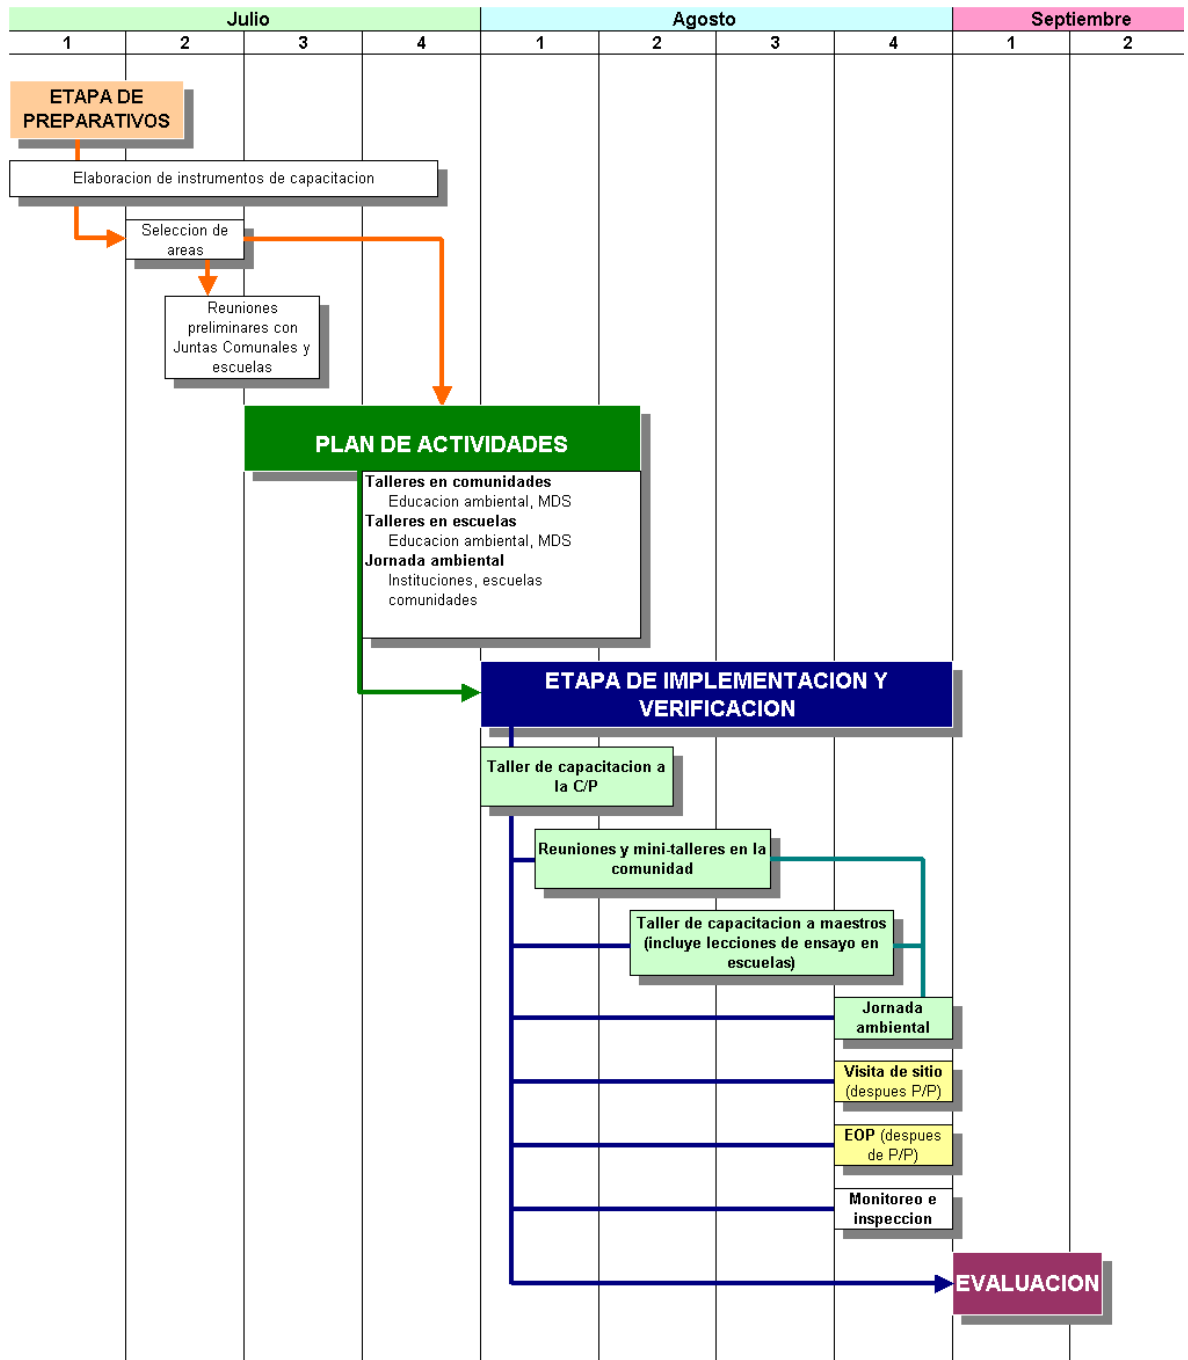 Julio Agosto Septiembre
1 2 3 4 1 2 3 4 1 2
ETAPA DE
PREPARATIVOS
Elaboracion de instrumentos de capacitacion
Seleccion de
areas
Reuniones
preliminares con
Juntas Comunales y
escuelas
PLAN DE ACTIVIDADES
Talleres en comunidades
Educacion ambiental, MDS
Talleres en escuelas
Educacion ambiental, MDS
Jornada ambiental
Instituciones, escuelas
comunidades
ETAPA DE IMPLEMENTACION Y
VERIFICACION
Taller de capacitacion a
la C/P
Reuniones y mini-talleres en la
comunidad
Taller de capacitacion a maestros
(incluye lecciones de ensayo en
escuelas)
Jornada
ambiental
Visita de sitio
(despues P/P)
EOP (despues
de P/P)
Monitoreo e
inspeccion
EVALUACION